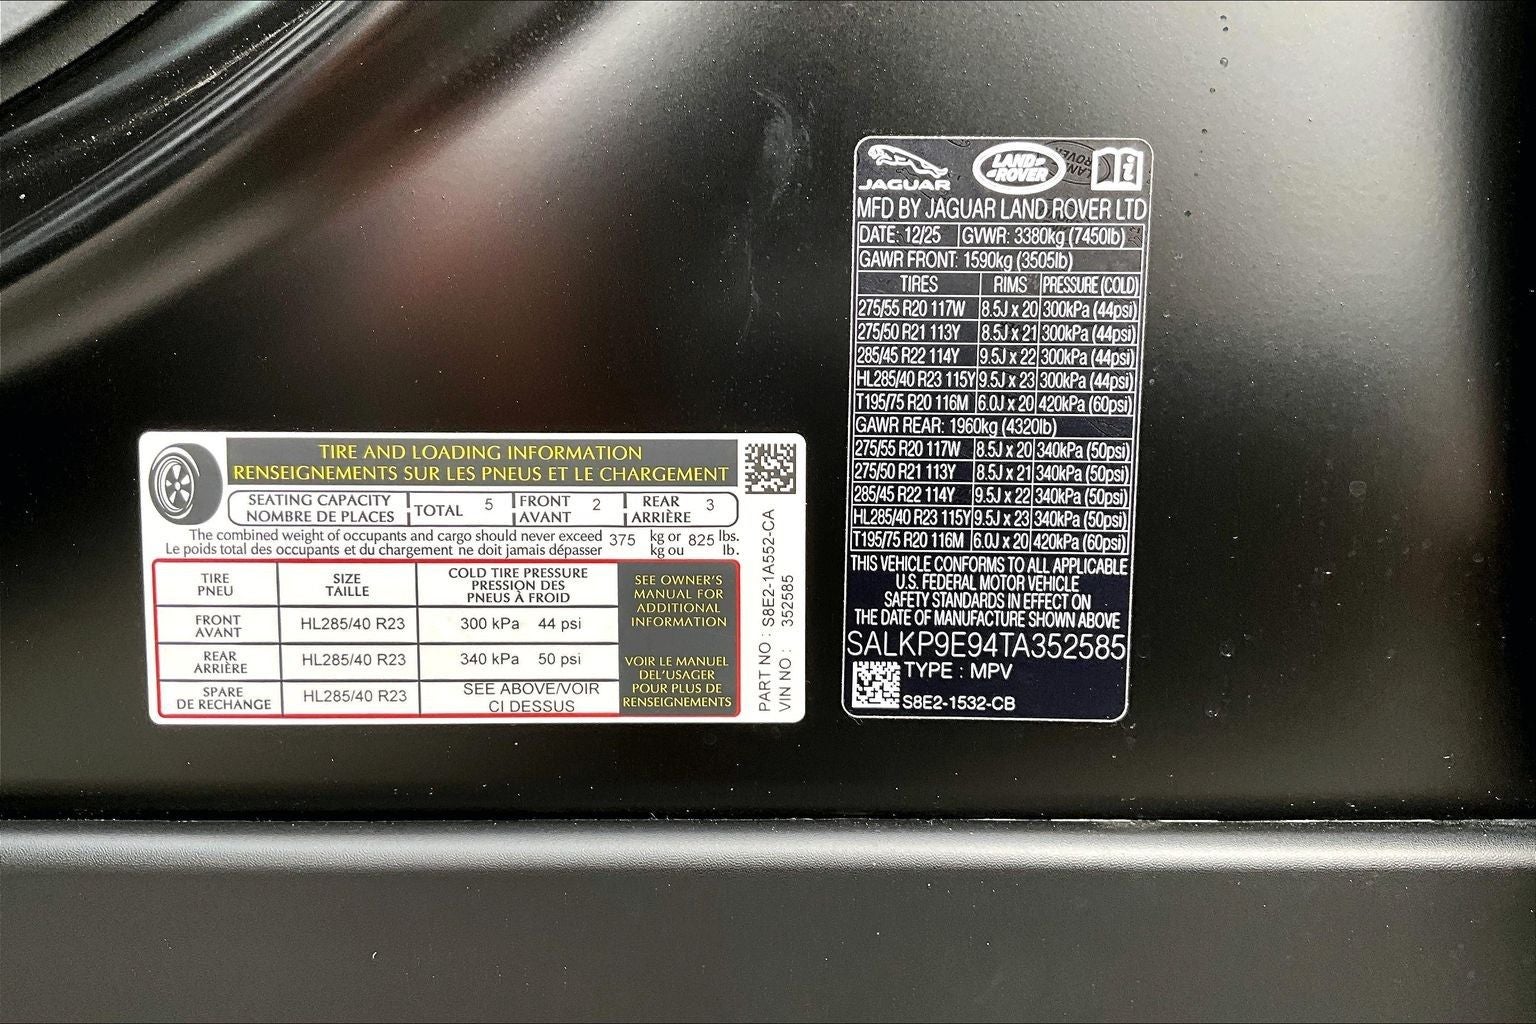 TIRE AND LOADING INFORMATION
RENSEIGNEMENTS SUR LES PNEUS ET LE CHARGEMENT
SEATING CAPACITY
NOMBRE DE PLACES
TOTAL 5
FRONT
AVANT 2
REAR
ARRIÈRE 3
The combined weight of occupants and cargo should never exceed 375 kg or 825 lbs.
Le poids total des occupants et du chargement ne doit jamais dépasser kg ou lb.
TIRE
PNEU
SIZE
TAILLE
COLD TIRE PRESSURE
PRESSION DES
PNEUS À FROID
FRONT
AVANT
HL285/40 R23
300 kPa 44 psi
REAR
ARRIÈRE
HL285/40 R23
340 kPa 50 psi
SPARE
DE RECHANGE
HL285/40 R23
SEE ABOVE/VOIR
CI DESSUS
SEE OWNER'S
MANUAL FOR
ADDITIONAL
INFORMATION
VOIR LE MANUEL
DEL'USAGER
POUR PLUS DE
RENSEIGNEMENTS
PART NO : S8E2-1A552-CA
VIN NO : 352585
JAGUAR
LAND ROVER
LAND ROVER
i
MFD BY JAGUAR LAND ROVER LTD
DATE: 12/25 GVWR: 3380kg (7450lb)
GAWR FRONT: 1590kg (3505lb)
TIRES RIMS PRESSURE (COLD)
275/55 R20 117W 8.5J x 20 300kPa (44psi)
275/50 R21 113Y 8.5J x 21 300kPa (44psi)
285/45 R22 114Y 9.5J x 22 300kPa (44psi)
HL285/40 R23 115Y 9.5J x 23 300kPa (44psi)
T195/75 R20 116M 6.0J x 20 420kPa (60psi)
GAWR REAR: 1960kg (4320lb)
275/55 R20 117W 8.5J x 20 340kPa (50psi)
275/50 R21 113Y 8.5J x 21 340kPa (50psi)
285/45 R22 114Y 9.5J x 22 340kPa (50psi)
HL285/40 R23 115Y 9.5J x 23 340kPa (50psi)
T195/75 R20 116M 6.0J x 20 420kPa (60psi)
THIS VEHICLE CONFORMS TO ALL APPLICABLE
U.S. FEDERAL MOTOR VEHICLE
SAFETY STANDARDS IN EFFECT ON
THE DATE OF MANUFACTURE SHOWN ABOVE
SALKP9E94TA352585
TYPE : MPV
S8E2-1532-CB